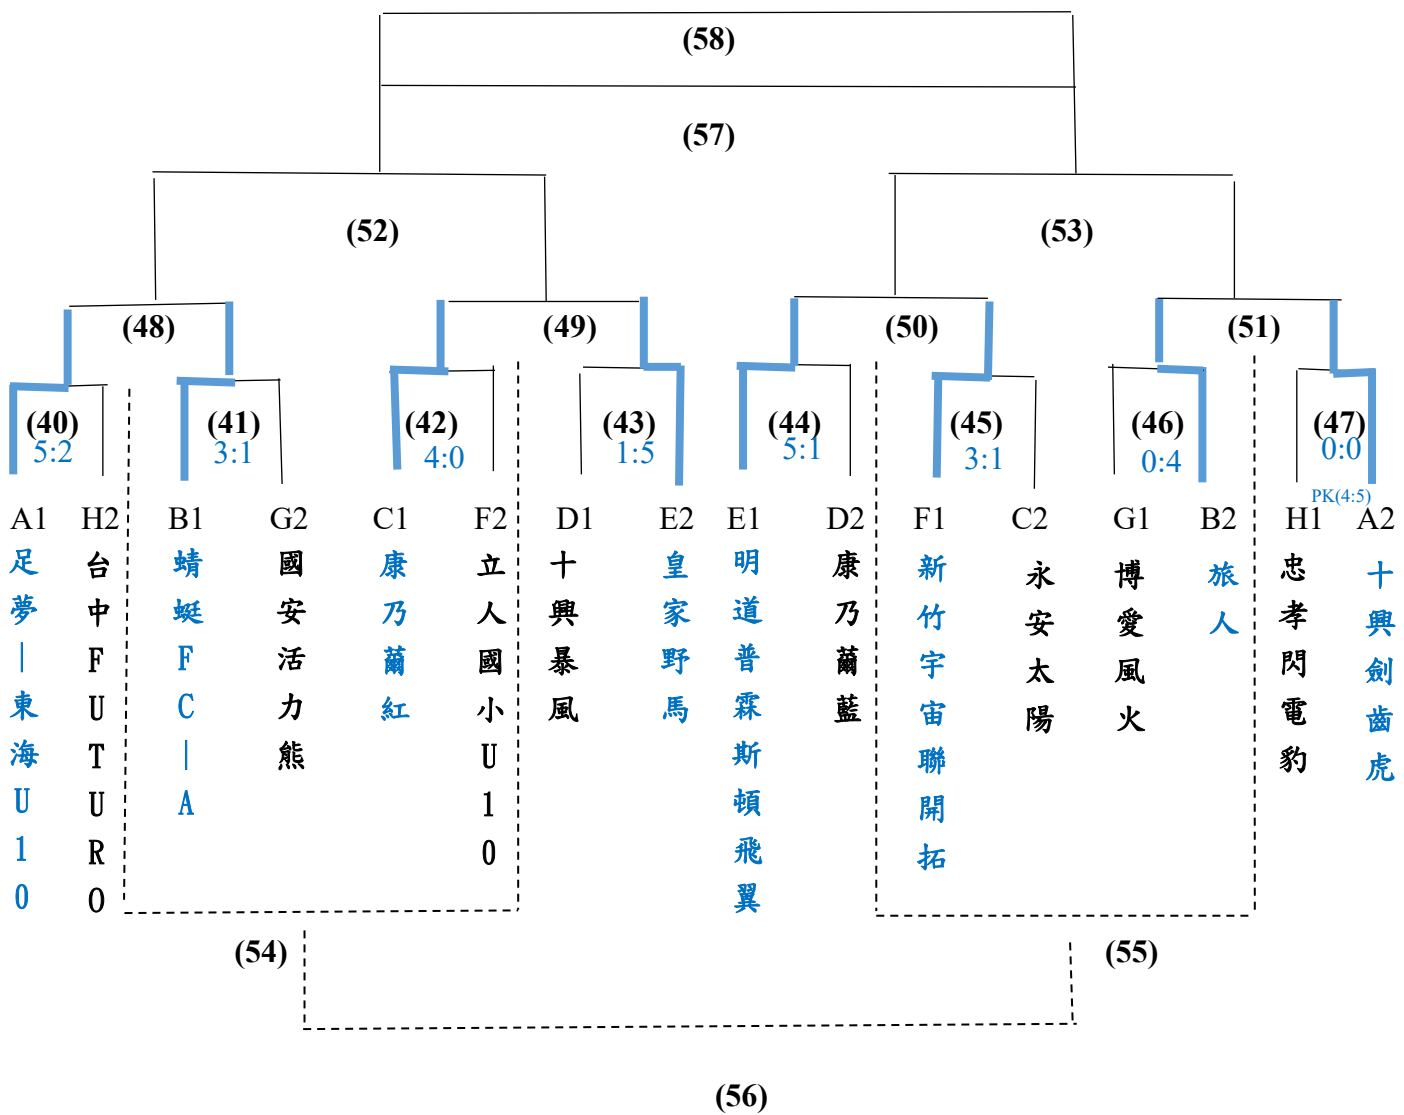 (58)
(57)
(52)
(53)
(48)
(49)
(50)
(51)
(40)
(41)
(42)
(43)
(44)
(45)
(46)
(47)
5:2
3:1
4:0
1:5
5:1
3:1
0:4
0:0
PK(4:5)
A1
H2
B1
G2
C1
F2
D1
E2
E1
D2
F1
C2
G1
B2
H1
A2
足夢|東海U10
台中FUTURO
蜻蜓FC|A
國安活力熊
康乃薾紅
立人國小U10
十興暴風
皇家野馬
明道普霖斯頓飛翼
康乃薾藍
新竹宇宙聯開拓
永安太陽
博愛風火
旅人
忠孝閃電豹
十興劍齒虎
(54)
(55)
(56)